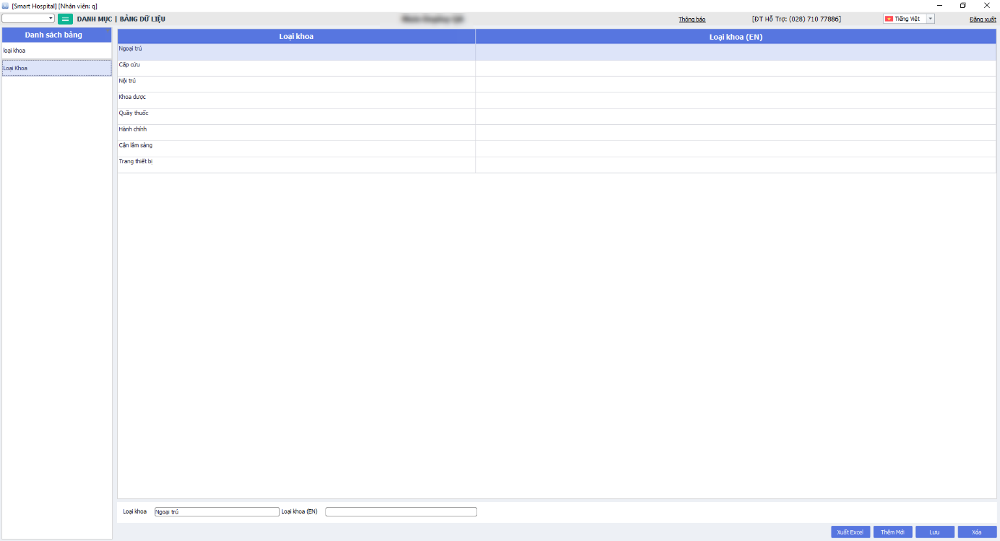 [Smart Hospital] [Nhân viên: q]
DANH MỤC | BẢNG DỮ LIỆU
Thông báo
[ĐT Hỗ Trợ: (028) 710 77886]
Tiếng Việt
Đăng xuất
Danh sách bảng
loại khoa
Loại Khoa
Loại khoa
Loại khoa (EN)
Ngoại trú
Cấp cứu
Nội trú
Khoa dược
Quầy thuốc
Hành chính
Cận lâm sàng
Trang thiết bị
Loại khoa
Ngoại trú
Loại khoa (EN)
Xuất Excel
Thêm Mới
Lưu
Xóa